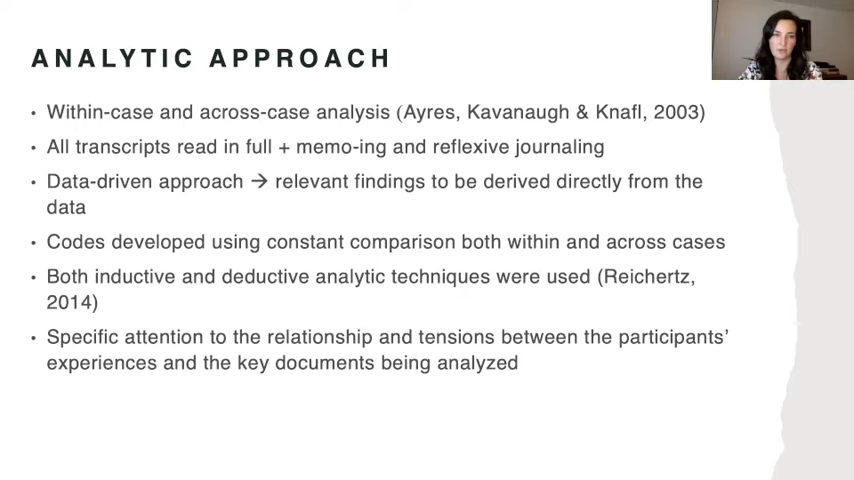 ANALYTIC APPROACH
• Within-case and across-case analysis (Ayres, Kavanaugh & Knafl, 2003)
• All transcripts read in full + memo-ing and reflexive journaling
• Data-driven approach → relevant findings to be derived directly from the
data
• Codes developed using constant comparison both within and across cases
• Both inductive and deductive analytic techniques were used (Reichertz,
2014)
• Specific attention to the relationship and tensions between the participants’
experiences and the key documents being analyzed